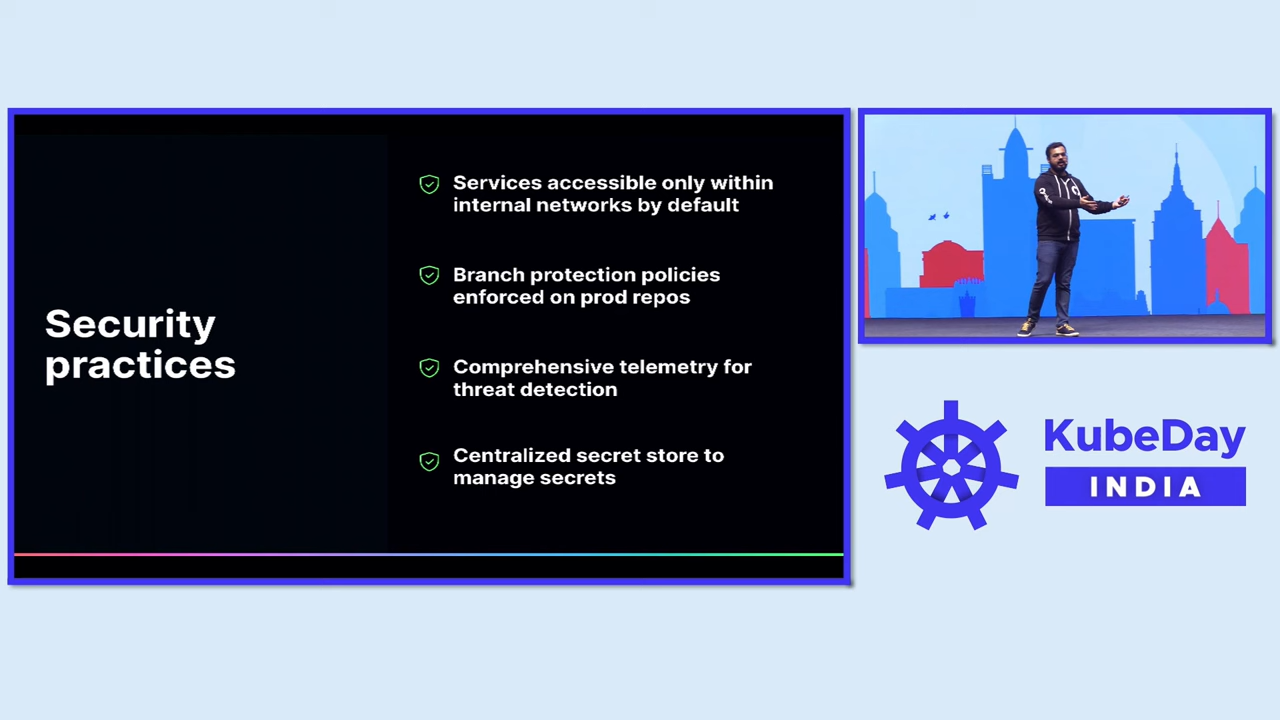 Security
practices
Services accessible only within
internal networks by default
Branch protection policies
enforced on prod repos
Comprehensive telemetry for
threat detection
Centralized secret store to
manage secrets
KubeDay
INDIA